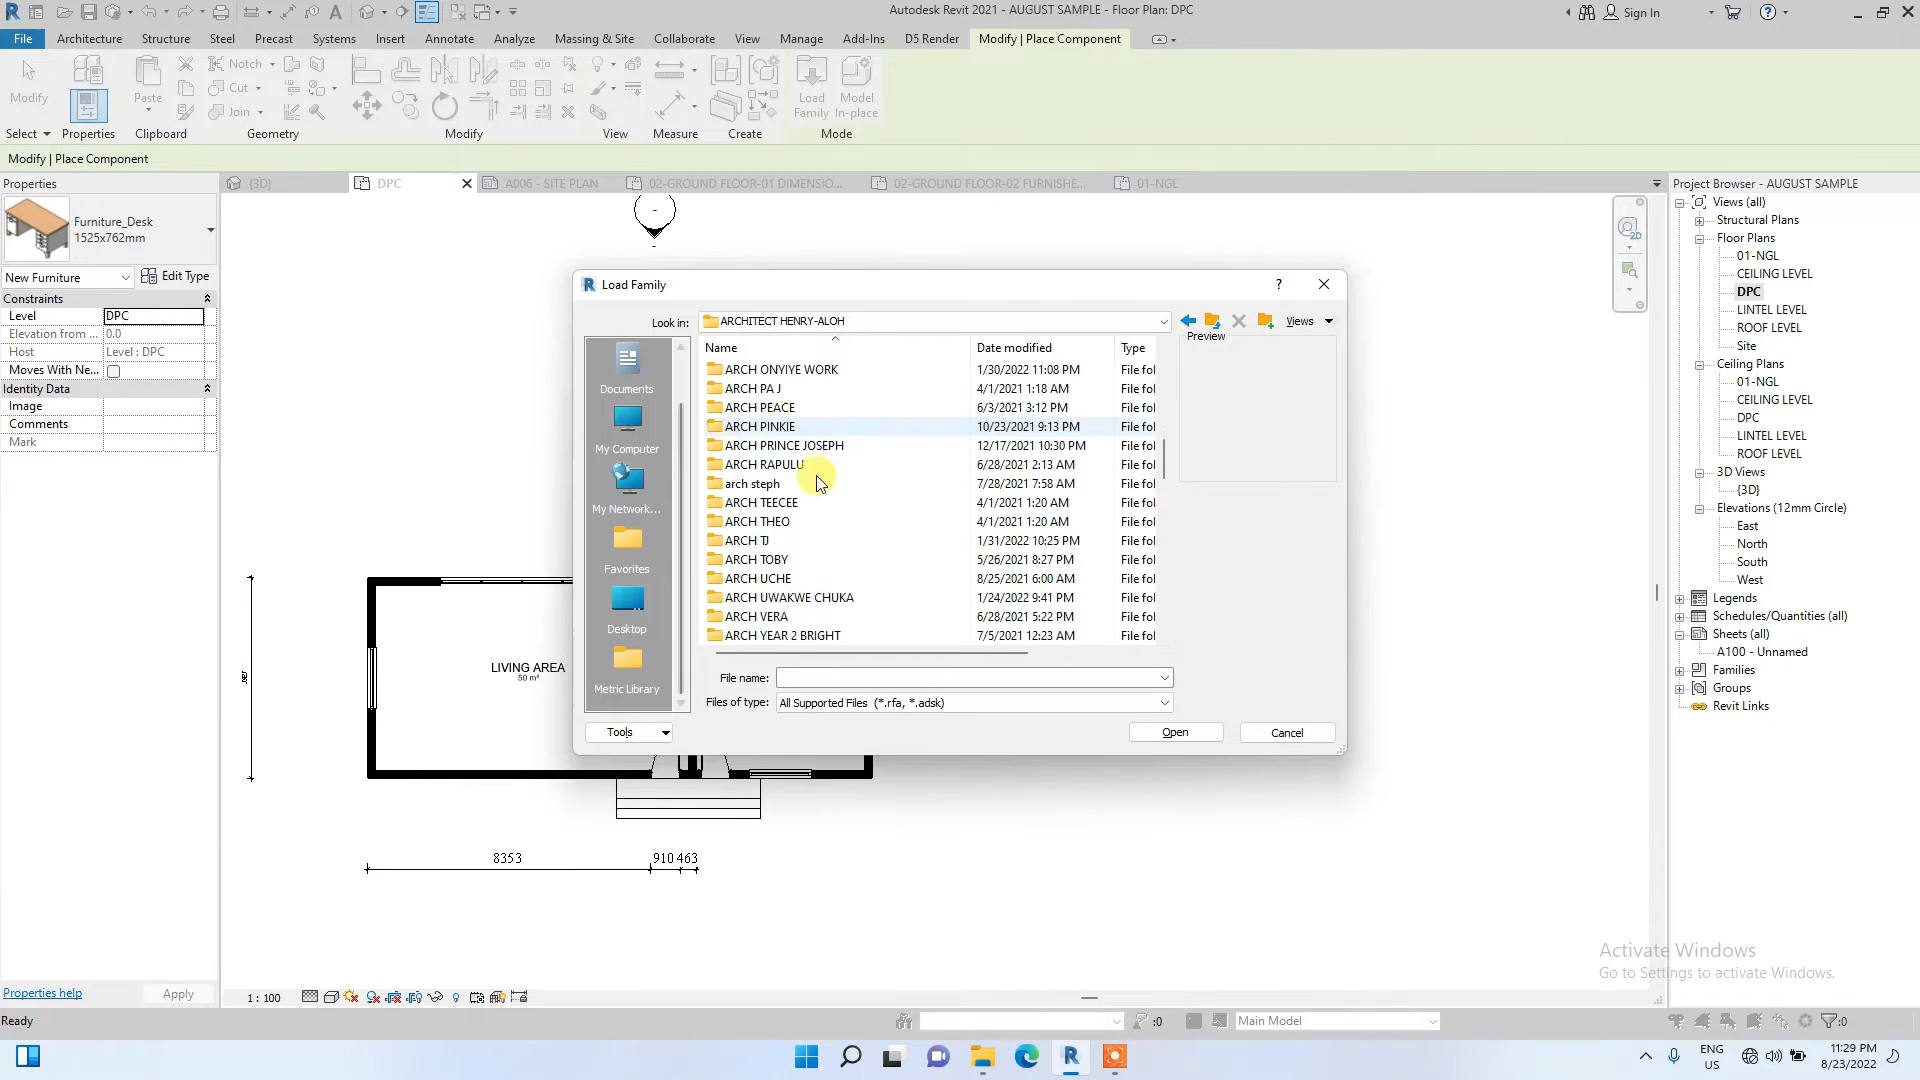 Autodesk Revit 2021 - AUGUST SAMPLE - Floor Plan: DPC
Sign In
File Architecture Structure Steel Precast Systems Insert Annotate Analyze Massing & Site Collaborate View Manage Add-Ins D5 Render Modify | Place Component
Modify
Paste
Notch
Cut
Join
Load Family
Model In-place
Select Properties Clipboard Geometry Modify View Measure Create Mode
Modify | Place Component
Properties
{3D}
DPC
A006 - SITE PLAN
02-GROUND FLOOR-01 DIMENSIO...
02-GROUND FLOOR-02 FURNISHE...
01-NGL
Furniture_Desk
1525x762mm
New Furniture
Edit Type
Constraints
Level DPC
Elevation from ... 0.0
Host Level : DPC
Moves With Ne...
Identity Data
Image
Comments
Mark
Properties help
Apply
Load Family
Look in: ARCHITECT HENRY-ALOH
Views
Preview
Name Date modified Type
ARCH ONYIYE WORK 1/30/2022 11:08 PM File fol
ARCH PA J 4/1/2021 1:18 AM File fol
ARCH PEACE 6/3/2021 3:12 PM File fol
ARCH PINKIE 10/23/2021 9:13 PM File fol
ARCH PRINCE JOSEPH 12/17/2021 10:30 PM File fol
ARCH RAPULU 6/28/2021 2:13 AM File fol
arch steph 7/28/2021 7:58 AM File fol
ARCH TEECEE 4/1/2021 1:20 AM File fol
ARCH THEO 4/1/2021 1:20 AM File fol
ARCH TJ 1/31/2022 10:25 PM File fol
ARCH TOBY 5/26/2021 8:27 PM File fol
ARCH UCHE 8/25/2021 6:00 AM File fol
ARCH UWAKWE CHUKA 1/24/2022 9:41 PM File fol
ARCH VERA 6/28/2021 5:22 PM File fol
ARCH YEAR 2 BRIGHT 7/5/2021 12:23 AM File fol
Documents
My Computer
My Network...
Favorites
Desktop
Metric Library
File name:
Files of type: All Supported Files (*.rfa, *.adsk)
Tools
Open
Cancel
LIVING AREA
50 m²
8353
910 463
2D
Project Browser - AUGUST SAMPLE
Views (all)
Structural Plans
Floor Plans
01-NGL
CEILING LEVEL
DPC
LINTEL LEVEL
ROOF LEVEL
Site
Ceiling Plans
01-NGL
CEILING LEVEL
DPC
LINTEL LEVEL
ROOF LEVEL
3D Views
{3D}
Elevations (12mm Circle)
East
North
South
West
Legends
Schedules/Quantities (all)
Sheets (all)
A100 - Unnamed
Families
Groups
Revit Links
Activate Windows
Go to Settings to activate Windows.
1 : 100
Ready
:0
Main Model
:0
ENG
US
11:29 PM
8/23/2022